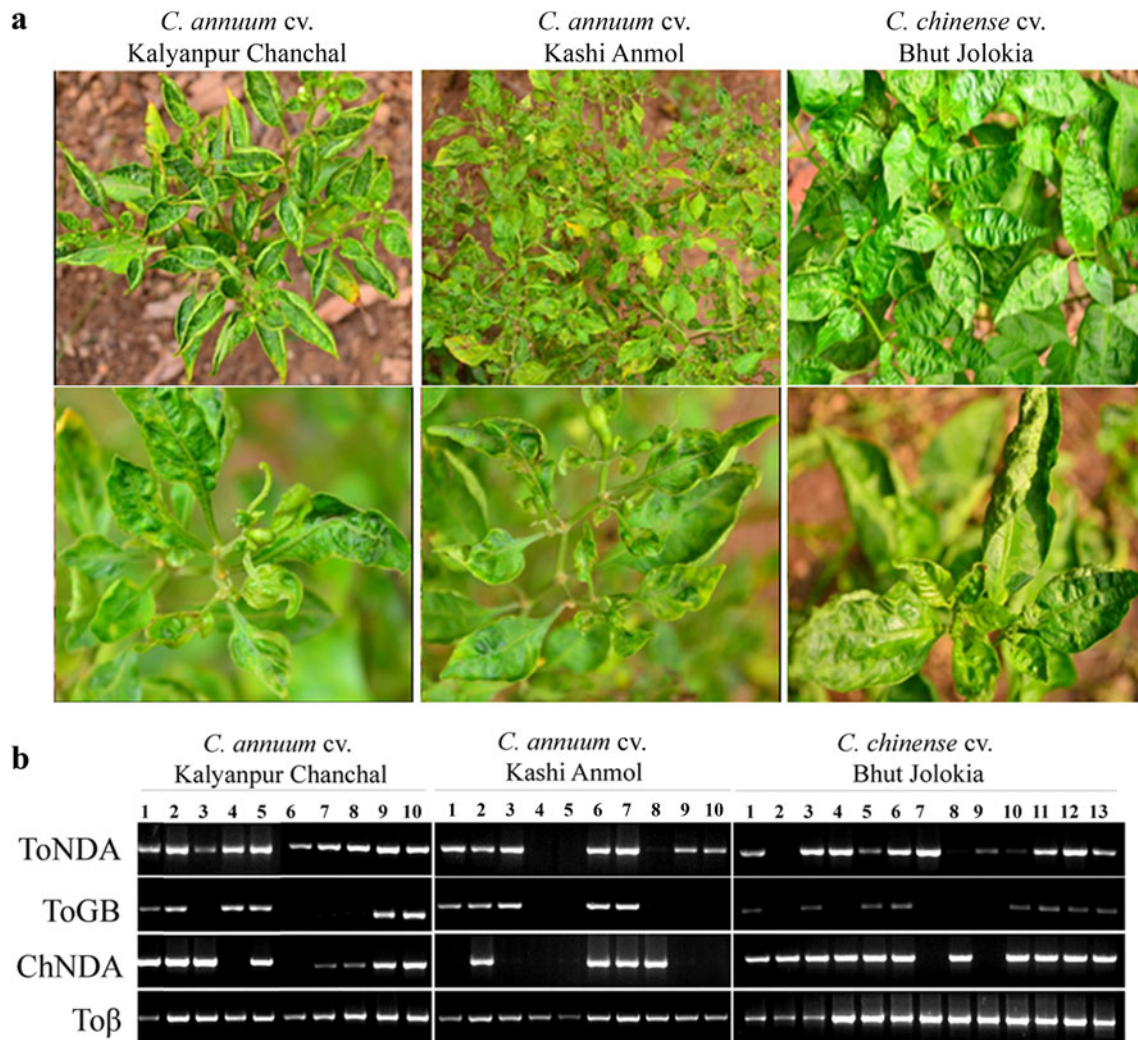 a
C. annuum cv.
Kalyanpur Chanchal
C. annuum cv.
Kashi Anmol
C. chinense cv.
Bhut Jolokia
b
C. annuum cv.
Kalyanpur Chanchal
C. annuum cv.
Kashi Anmol
C. chinense cv.
Bhut Jolokia
1 2 3 4 5 6 7 8 9 10
1 2 3 4 5 6 7 8 9 10
1 2 3 4 5 6 7 8 9 10 11 12 13
ToNDA
ToGB
ChNDA
Toβ